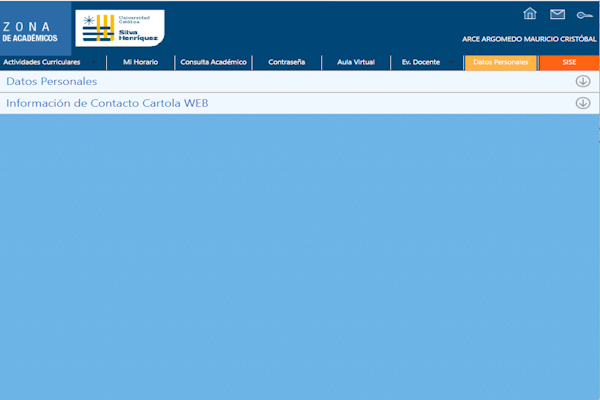 ZONA
DE ACADÉMICOS
Universidad
Católica
Silva
Henríquez
ARCE ARGOMEDO MAURICIO CRISTÓBAL
Actividades Curriculares
Mi Horario
Consulta Académico
Contraseña
Aula Virtual
Ev. Docente
Datos Personales
SISE
Datos Personales
Información de Contacto Cartola WEB